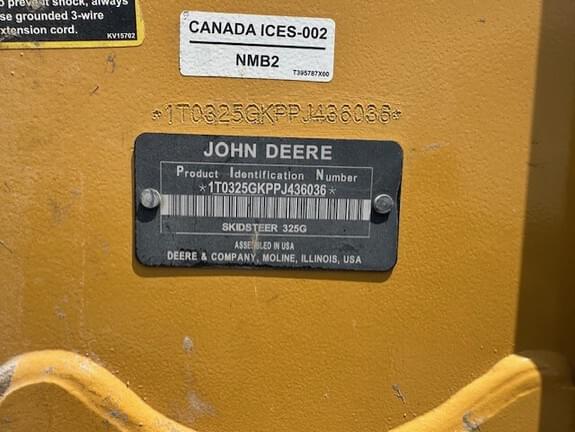 o prevent shock, always
se grounded 3-wire
xtension cord.
KV15702
CANADA ICES-002
NMB2
T395787X00
*1T0325GKPPJ436036*
JOHN DEERE
Product Identification Number
*1T0325GKPPJ436036*
SKIDSTEER 325G
ASSEMBLED IN USA
DEERE & COMPANY, MOLINE, ILLINOIS, USA